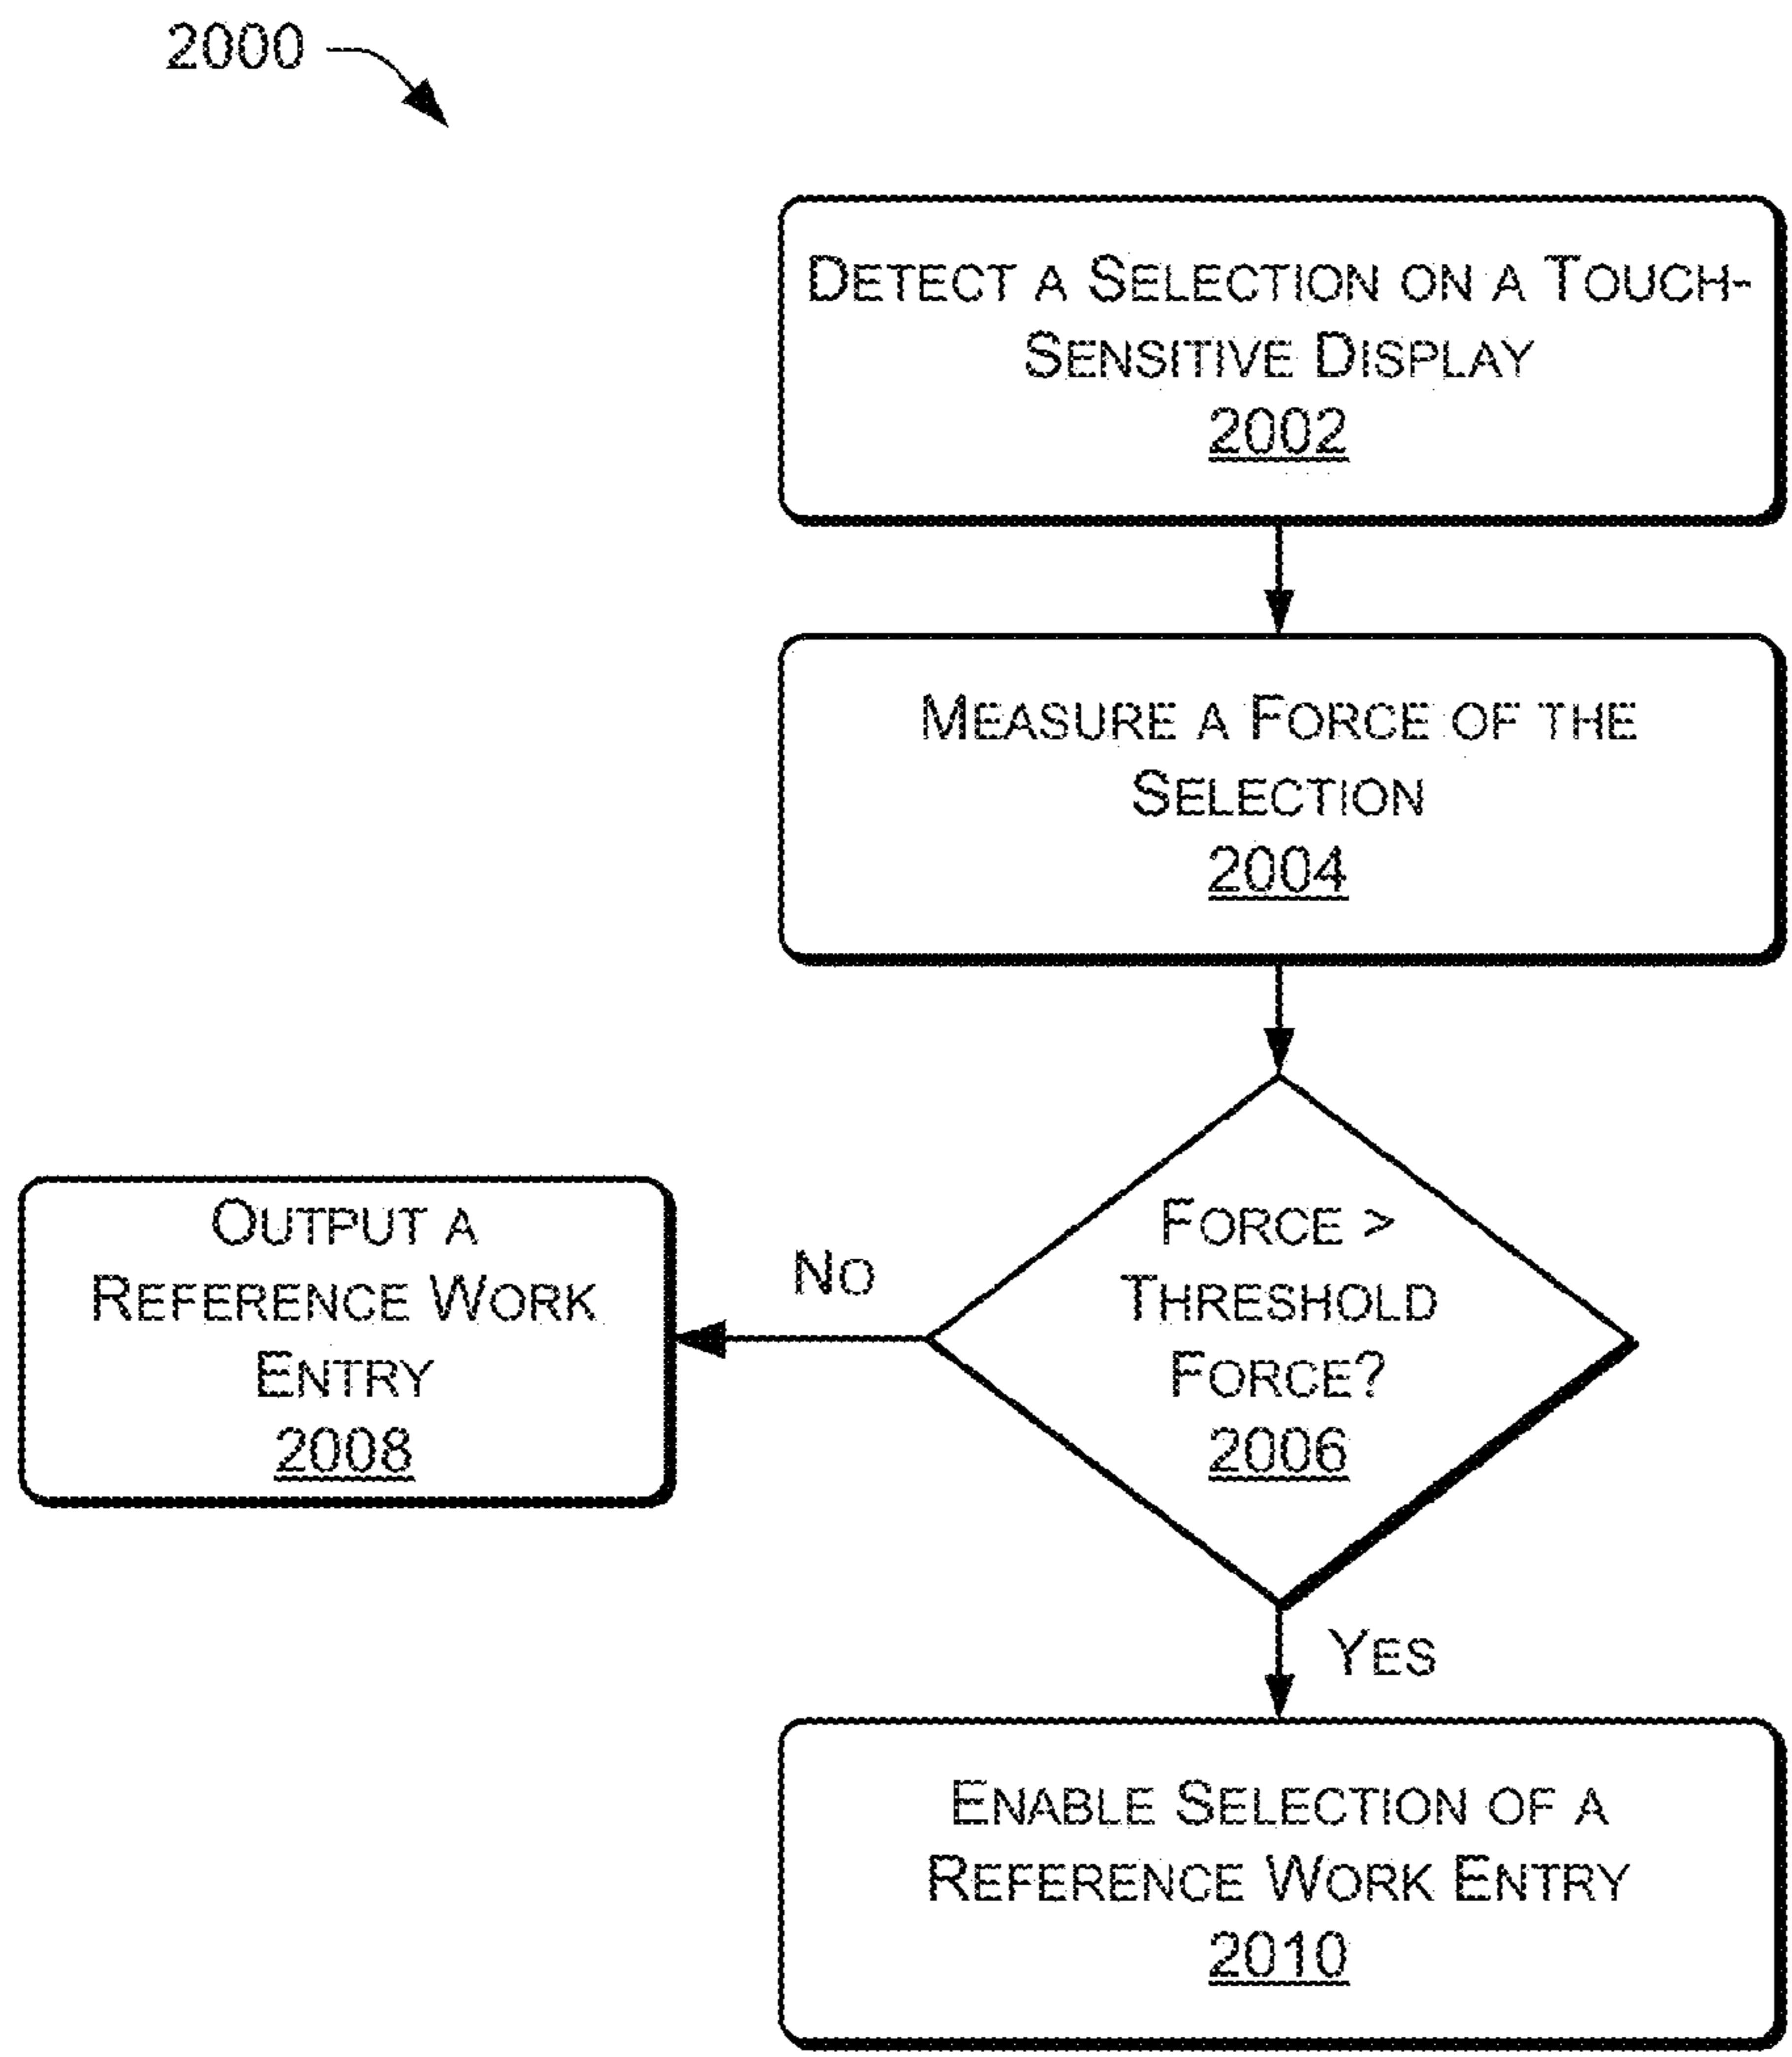 2000
DETECT A SELECTION ON A TOUCH-
SENSITIVE DISPLAY
2002
MEASURE A FORCE OF THE
SELECTION
2004
FORCE >
THRESHOLD
FORCE?
2006
NO
OUTPUT A
REFERENCE WORK
ENTRY
2008
YES
ENABLE SELECTION OF A
REFERENCE WORK ENTRY
2010